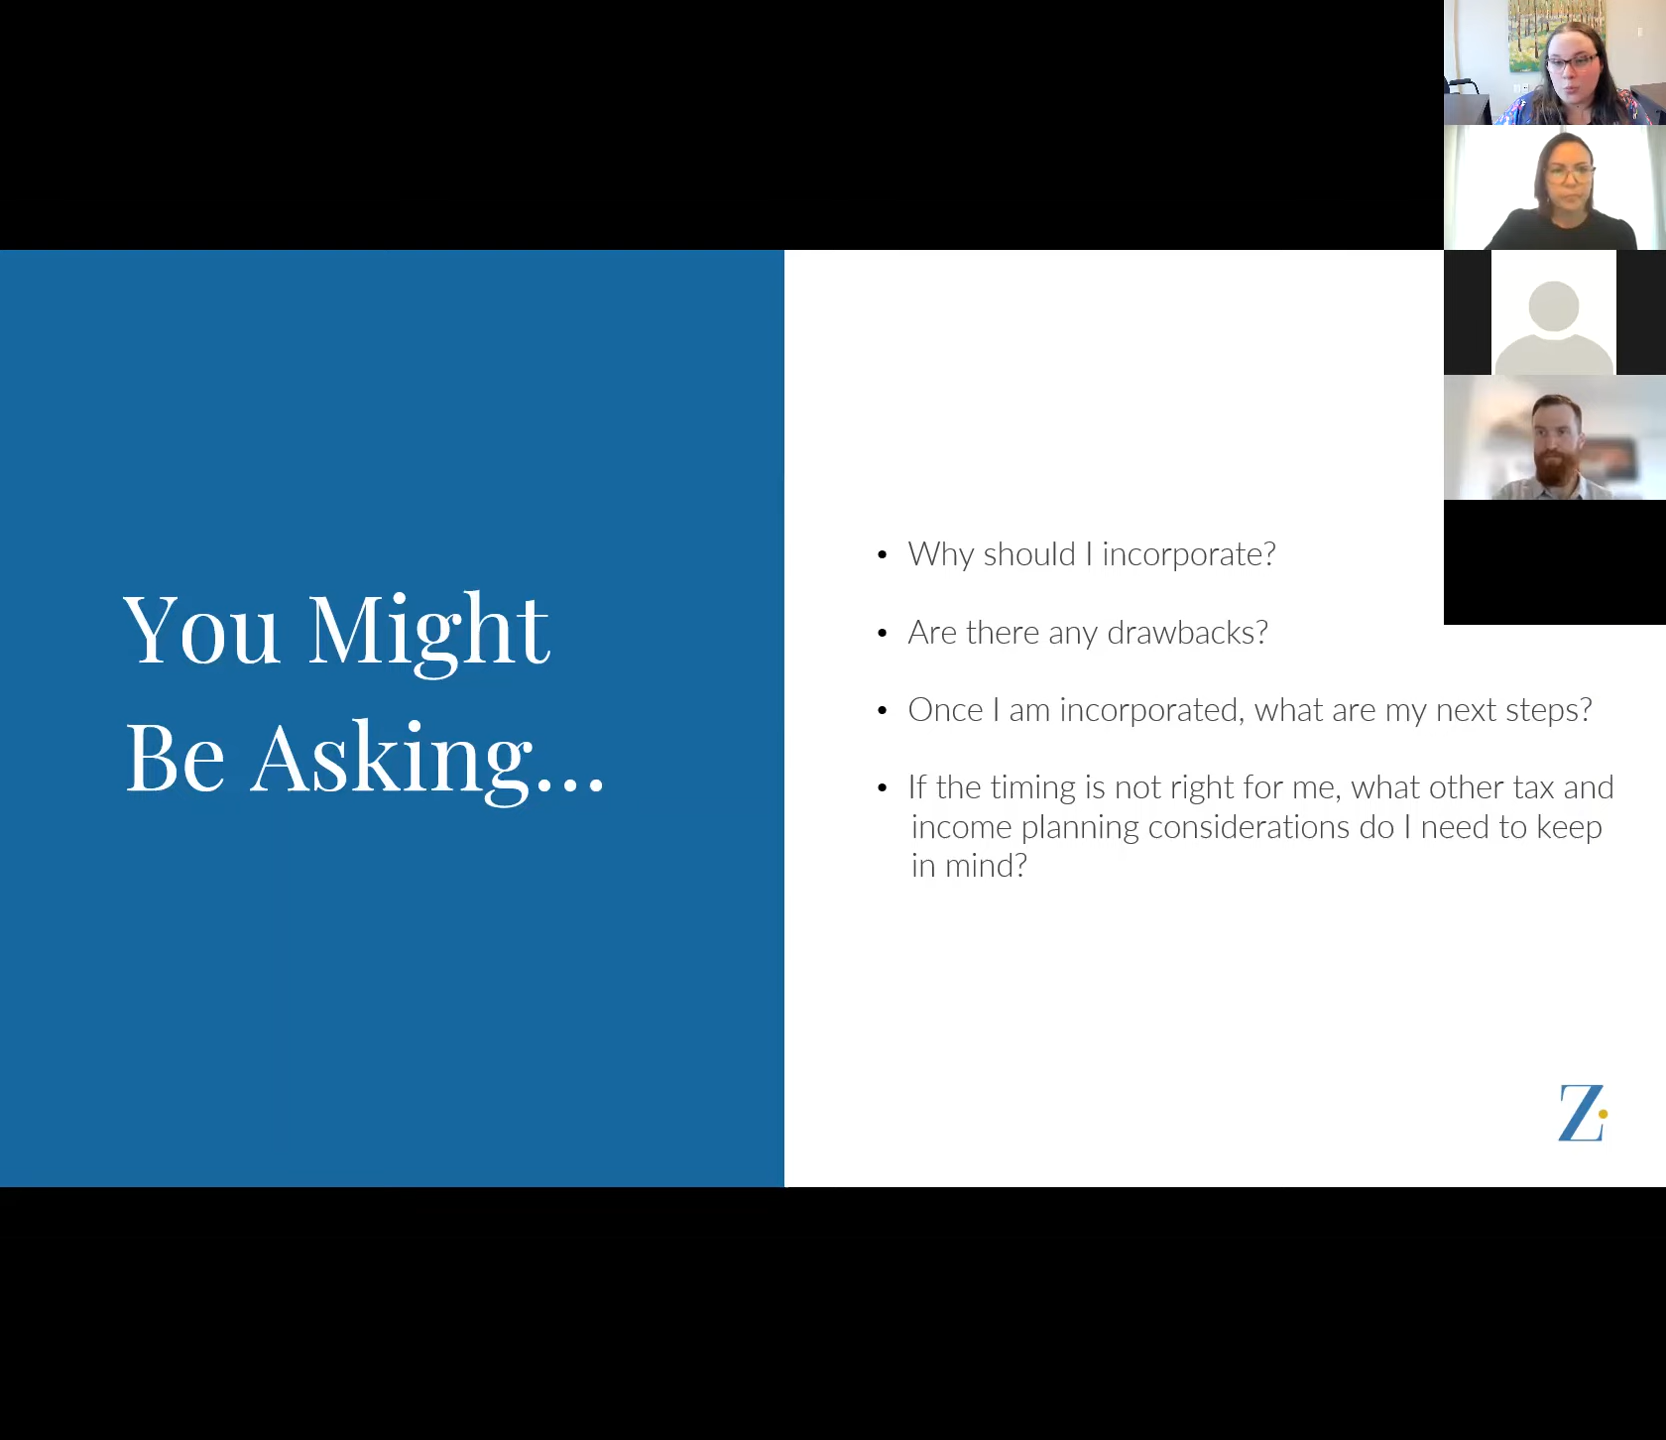 You Might
Be Asking...
• Why should I incorporate?
• Are there any drawbacks?
• Once I am incorporated, what are my next steps?
• If the timing is not right for me, what other tax and
income planning considerations do I need to keep
in mind?
Z